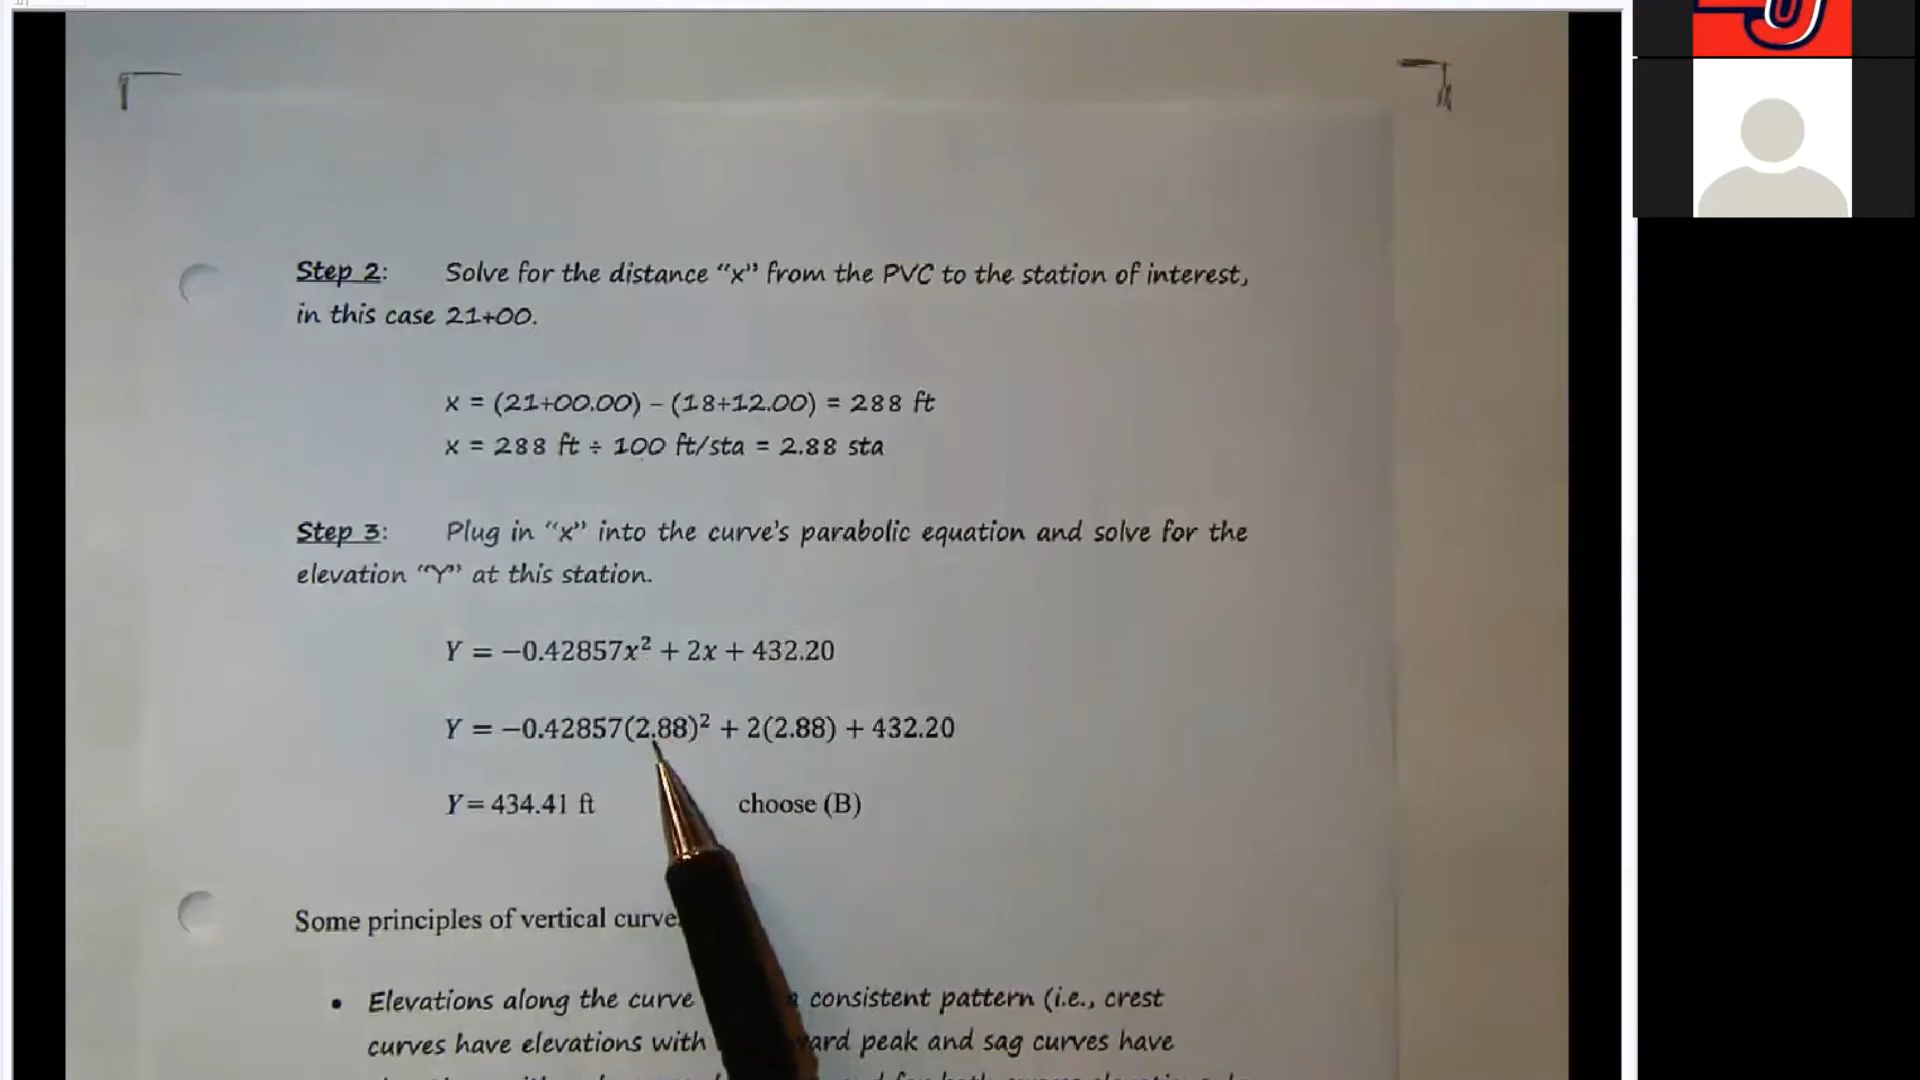 Step 2: Solve for the distance “x” from the PVC to the station of interest,
in this case 21+00.
x = (21+00.00) – (18+12.00) = 288 ft
x = 288 ft ÷ 100 ft/sta = 2.88 sta
Step 3: Plug in “x” into the curve's parabolic equation and solve for the
elevation “Y” at this station.
Y = −0.42857x² + 2x + 432.20
Y = −0.42857(2.88)² + 2(2.88) + 432.20
Y = 434.41 ft choose (B)
Some principles of vertical curve
• Elevations along the curve consistent pattern (i.e., crest
curves have elevations with peak and sag curves have